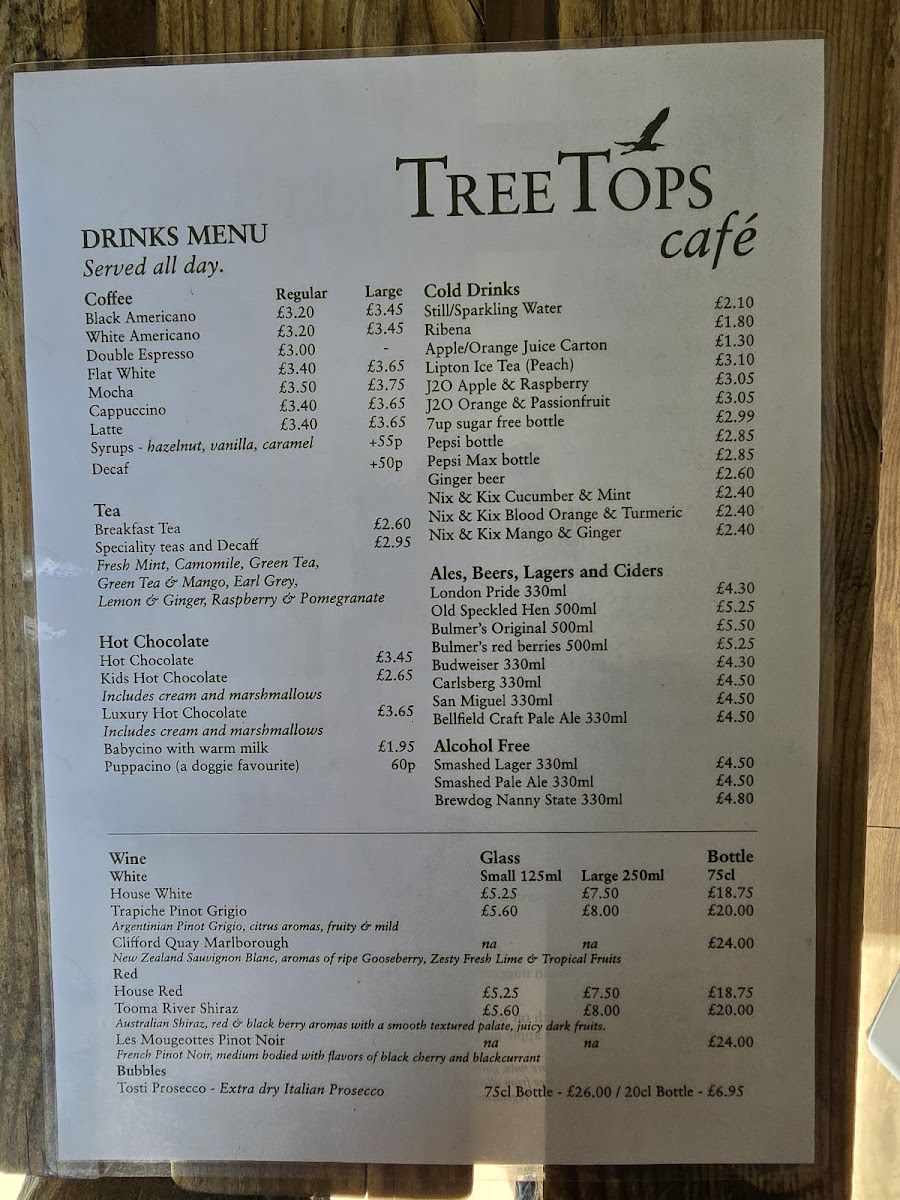 TREETOPS
café
DRINKS MENU
Served all day.
Coffee Regular Large
Black Americano £3.20 £3.45
White Americano £3.20 £3.45
Double Espresso £3.00 -
Flat White £3.40 £3.65
Mocha £3.50 £3.75
Cappuccino £3.40 £3.65
Latte £3.40 £3.65
Syrups - hazelnut, vanilla, caramel +55p
Decaf +50p
Tea
Breakfast Tea £2.60
Speciality teas and Decaff £2.95
Fresh Mint, Camomile, Green Tea,
Green Tea & Mango, Earl Grey,
Lemon & Ginger, Raspberry & Pomegranate
Hot Chocolate
Hot Chocolate £3.45
Kids Hot Chocolate £2.65
Includes cream and marshmallows
Luxury Hot Chocolate £3.65
Includes cream and marshmallows
Babycino with warm milk £1.95
Puppacino (a doggie favourite) 60p
Cold Drinks
Still/Sparkling Water £2.10
Ribena £1.80
Apple/Orange Juice Carton £1.30
Lipton Ice Tea (Peach) £3.10
J2O Apple & Raspberry £3.05
J2O Orange & Passionfruit £3.05
7up sugar free bottle £2.99
Pepsi bottle £2.85
Pepsi Max bottle £2.85
Ginger beer £2.60
Nix & Kix Cucumber & Mint £2.40
Nix & Kix Blood Orange & Turmeric £2.40
Nix & Kix Mango & Ginger £2.40
Ales, Beers, Lagers and Ciders
London Pride 330ml £4.30
Old Speckled Hen 500ml £5.25
Bulmer's Original 500ml £5.50
Bulmer's red berries 500ml £5.25
Budweiser 330ml £4.30
Carlsberg 330ml £4.50
San Miguel 330ml £4.50
Bellfield Craft Pale Ale 330ml £4.50
Alcohol Free
Smashed Lager 330ml £4.50
Smashed Pale Ale 330ml £4.50
Brewdog Nanny State 330ml £4.80
Wine Glass Bottle
White Small 125ml Large 250ml 75cl
House White £5.25 £7.50 £18.75
Trapiche Pinot Grigio £5.60 £8.00 £20.00
Argentinian Pinot Grigio, citrus aromas, fruity & mild
Clifford Quay Marlborough na na £24.00
New Zealand Sauvignon Blanc, aromas of ripe Gooseberry, Zesty Fresh Lime & Tropical Fruits
Red
House Red £5.25 £7.50 £18.75
Tooma River Shiraz £5.60 £8.00 £20.00
Australian Shiraz, red & black berry aromas with a smooth textured palate, juicy dark fruits.
Les Mougeottes Pinot Noir na na £24.00
French Pinot Noir, medium bodied with flavors of black cherry and blackcurrant
Bubbles
Tosti Prosecco - Extra dry Italian Prosecco 75cl Bottle - £26.00 / 20cl Bottle - £6.95